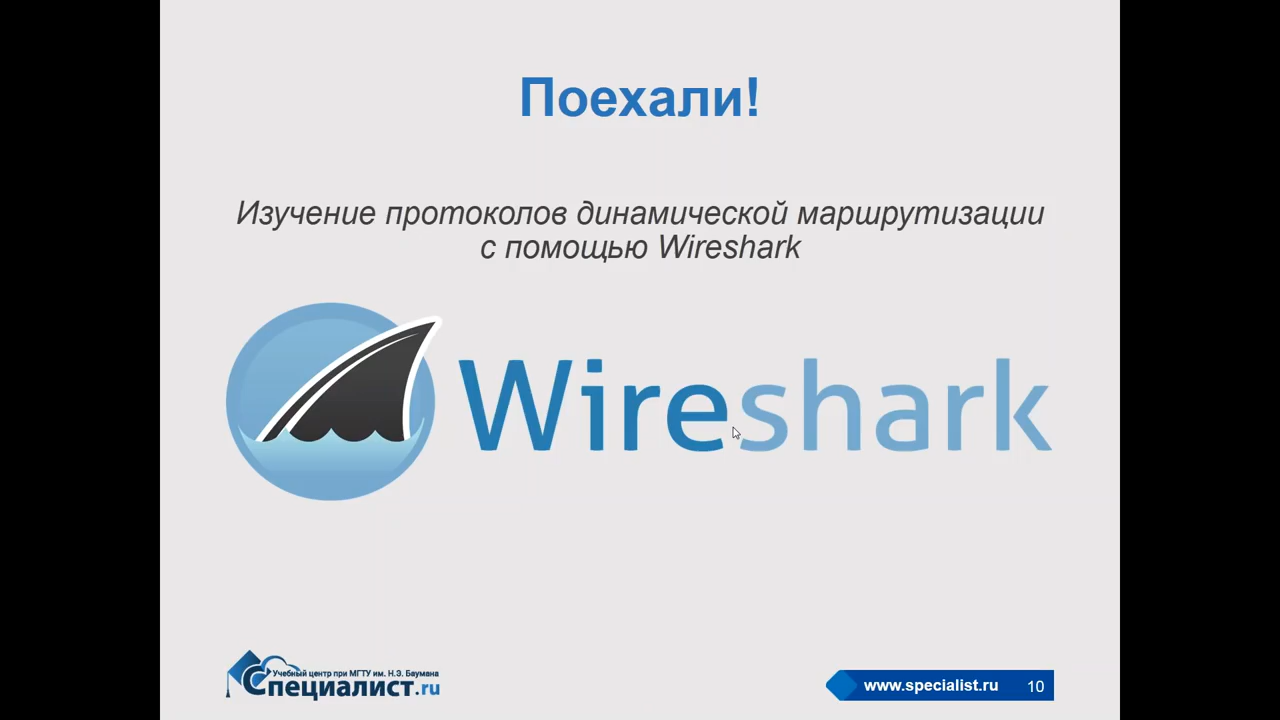 Поехали!
Изучение протоколов динамической маршрутизации
с помощью Wireshark
Wireshark
Учебный центр при МГТУ им. Н.Э. Баумана
Специалист.ru
www.specialist.ru 10